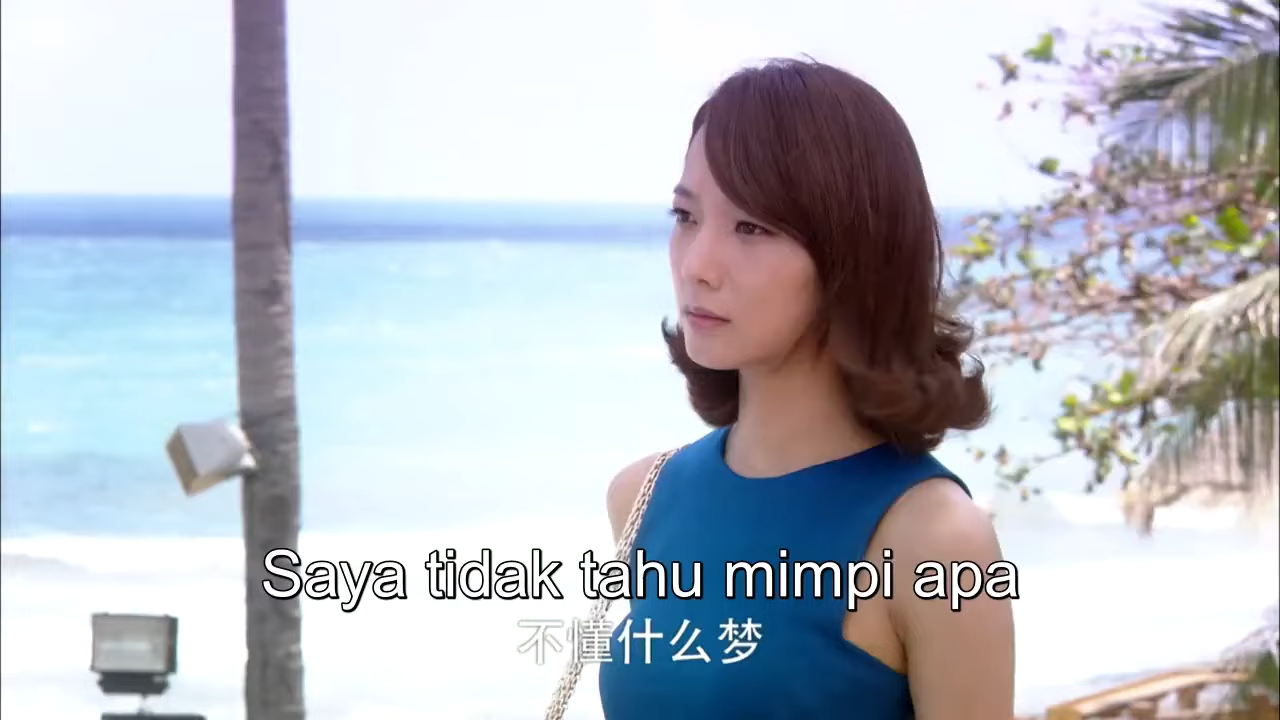 Saya tidak tahu mimpi apa
不懂什么梦